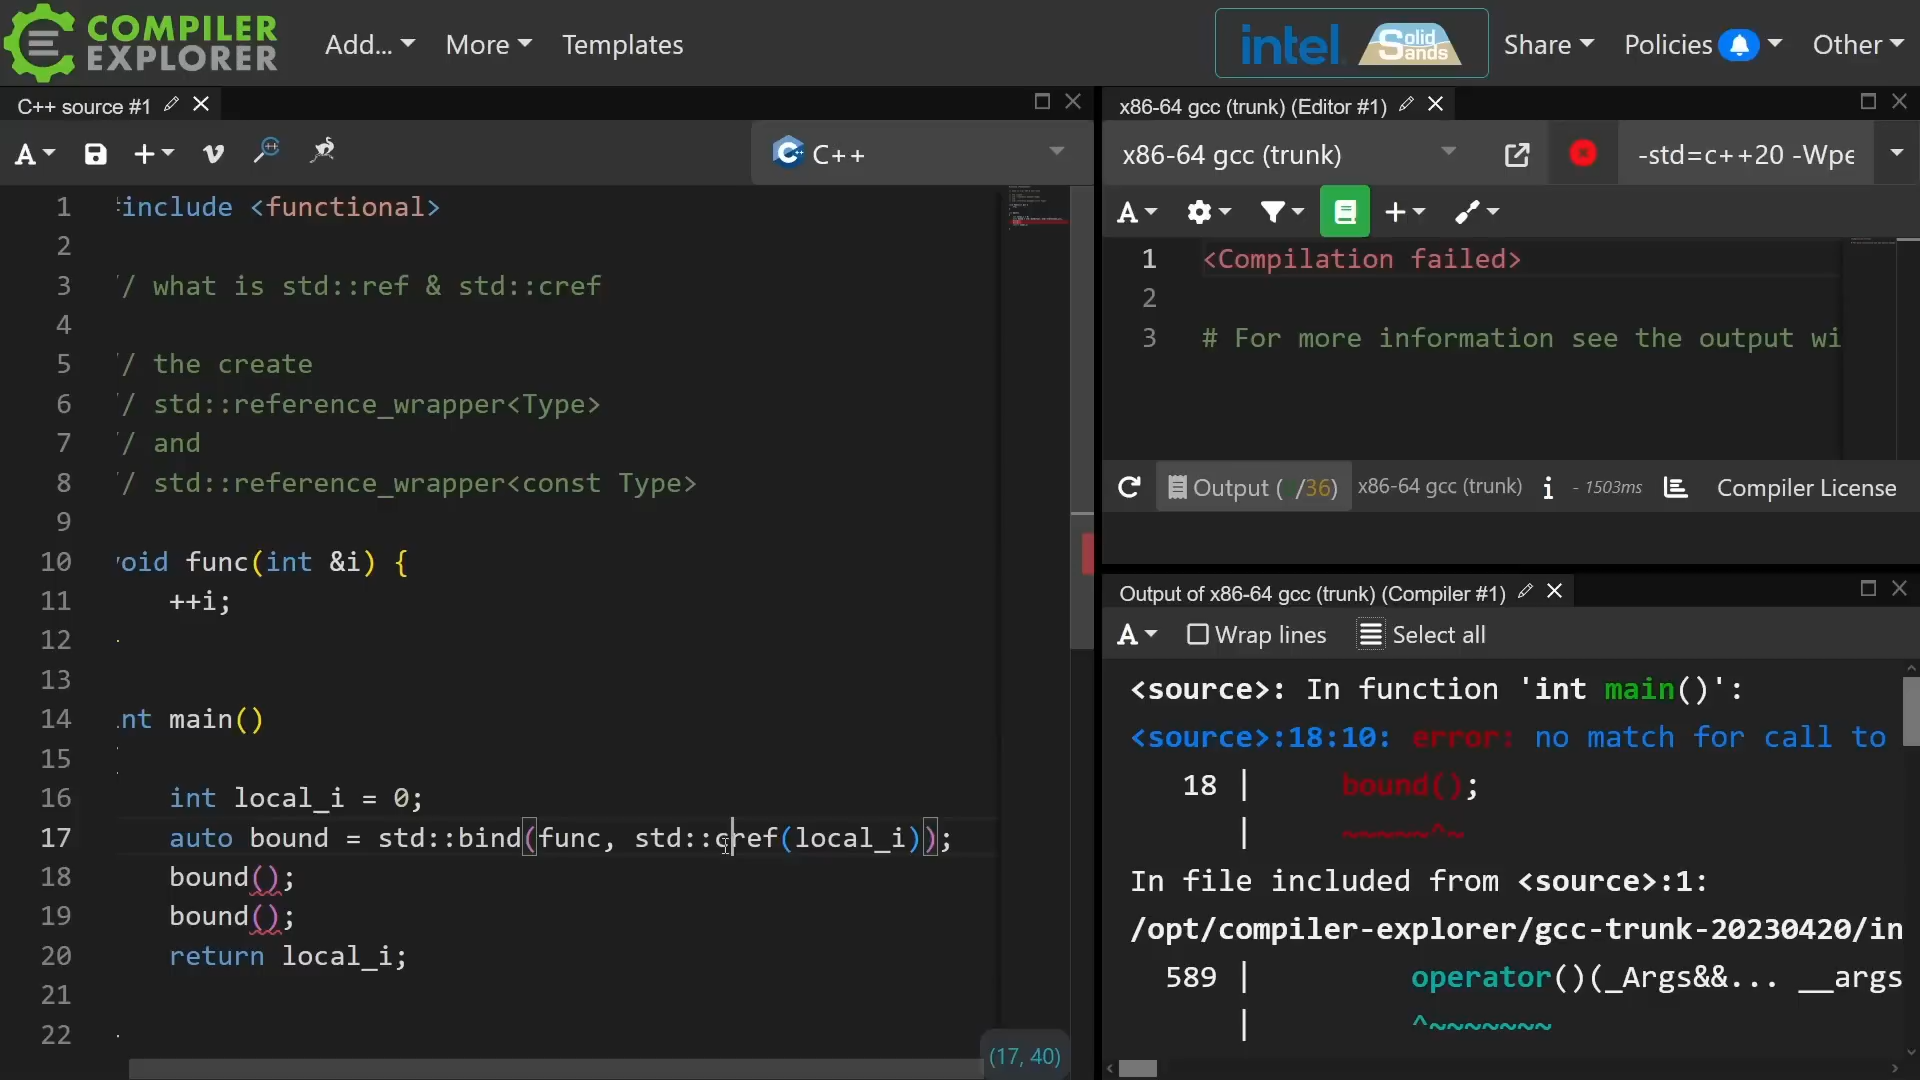 COMPILER EXPLORER
Add... More Templates
intel Solid Sands
Share Policies Other
C++ source #1
A
C++
1 include <functional>
2
3 / what is std::ref & std::cref
4
5 / the create
6 / std::reference_wrapper<Type>
7 / and
8 / std::reference_wrapper<const Type>
9
10 oid func(int &i) {
11 ++i;
12
13
14 nt main()
15
16 int local_i = 0;
17 auto bound = std::bind(func, std::cref(local_i));
18 bound();
19 bound();
20 return local_i;
21
22
(17, 40)
x86-64 gcc (trunk) (Editor #1)
x86-64 gcc (trunk) -std=c++20 -Wpe
A
1 <Compilation failed>
2
3 # For more information see the output wi
Output ( /36) x86-64 gcc (trunk) i - 1503ms Compiler License
Output of x86-64 gcc (trunk) (Compiler #1)
A Wrap lines Select all
<source>: In function 'int main()':
<source>:18:10: error: no match for call to
18 | bound();
| ~~~~~^~
In file included from <source>:1:
/opt/compiler-explorer/gcc-trunk-20230420/in
589 | operator()(_Args&&... __args
| ^~~~~~~~